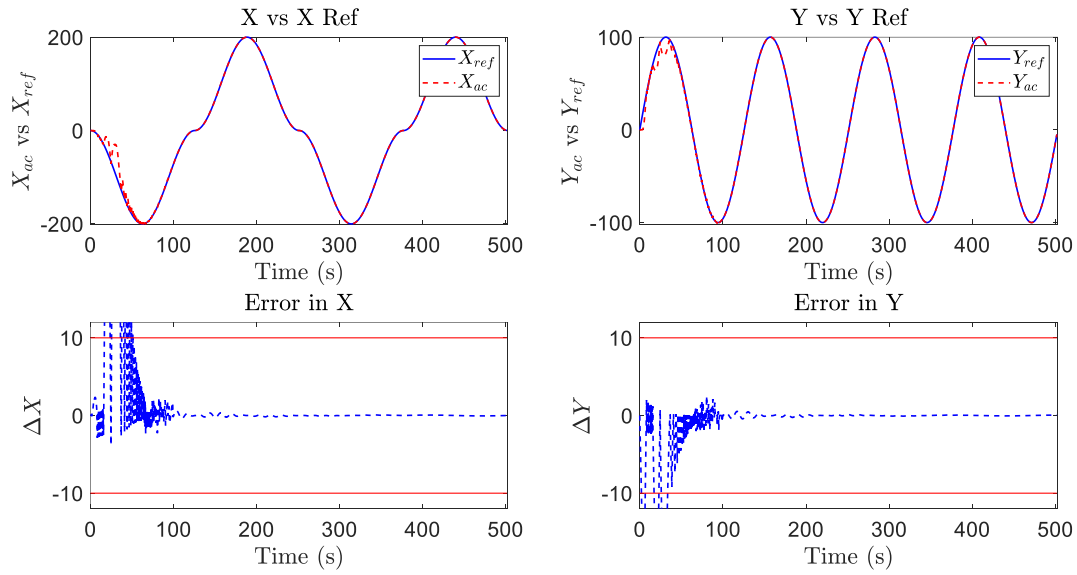 X vs X Ref
200
0
-200
X_ac vs X_ref
X_ref
X_ac
0 100 200 300 400 500
Time (s)
Y vs Y Ref
100
0
-100
Y_ac vs Y_ref
Y_ref
Y_ac
0 100 200 300 400 500
Time (s)
Error in X
10
0
-10
ΔX
0 100 200 300 400 500
Time (s)
Error in Y
10
0
-10
ΔY
0 100 200 300 400 500
Time (s)